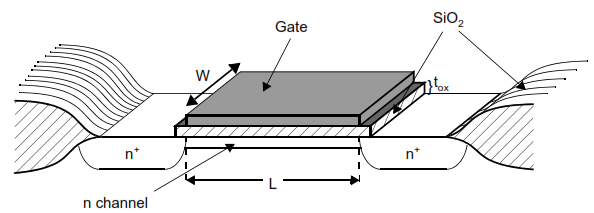 SiO₂
Gate
W
}tₒₓ
n⁺
n⁺
L
n channel